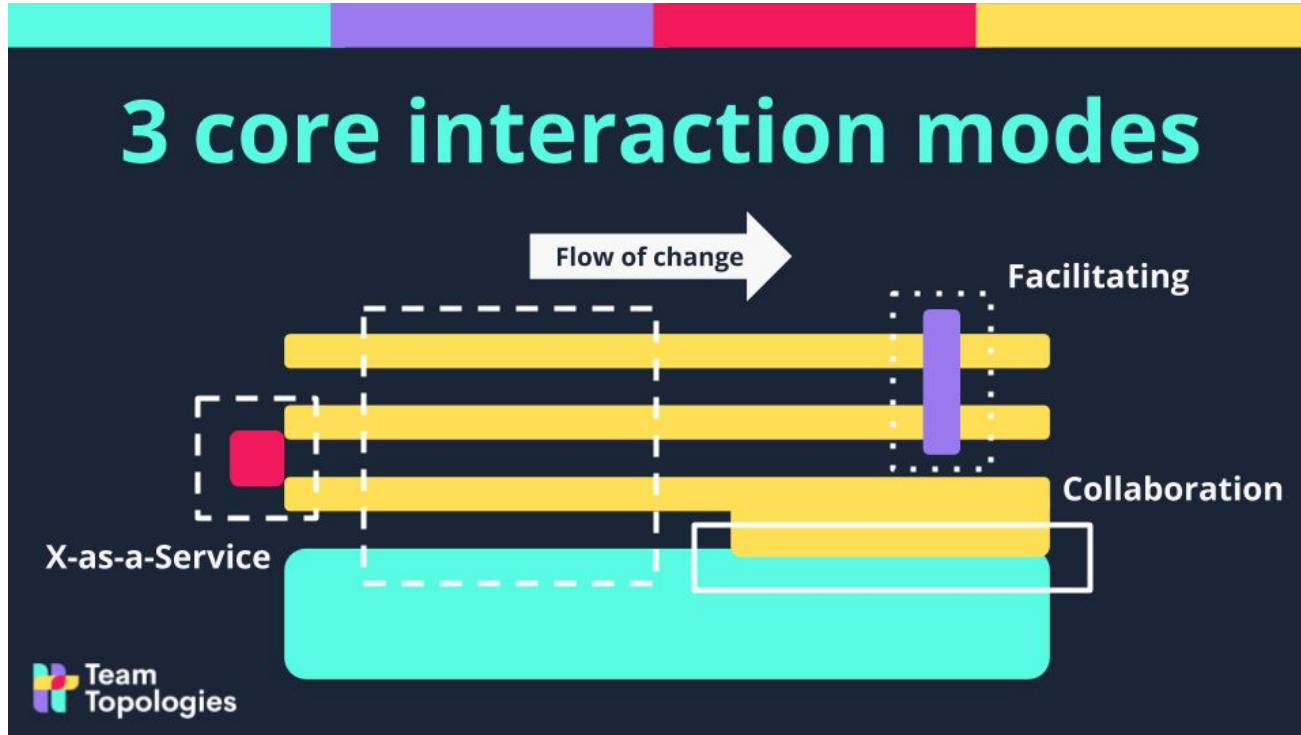 3 core interaction modes
Flow of change
Facilitating
Collaboration
X-as-a-Service
Team
Topologies